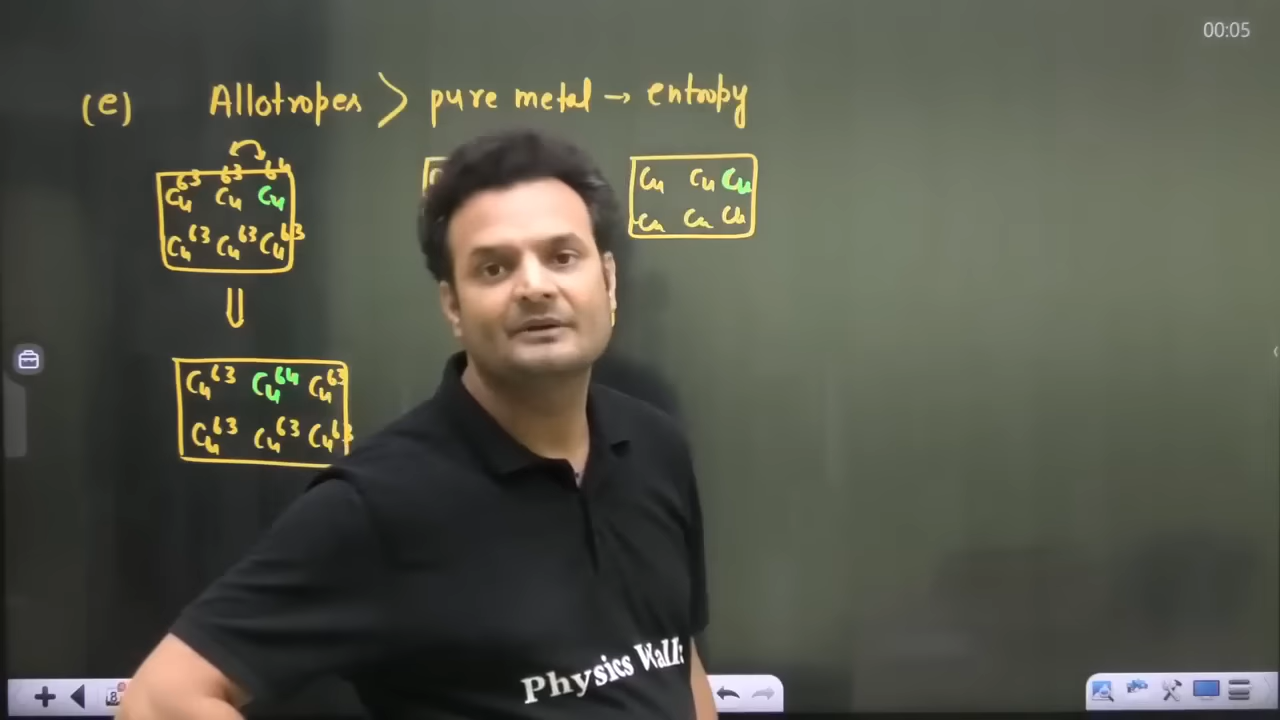 00:05
(e) Allotropes > pure metal → entropy
Cu63 Cu63 Cu64
Cu63 Cu63 Cu63
Cu Cu Cu
Cu Cu Cu
Cu63 Cu64 Cu63
Cu63 Cu63 Cu63
Physics Wall